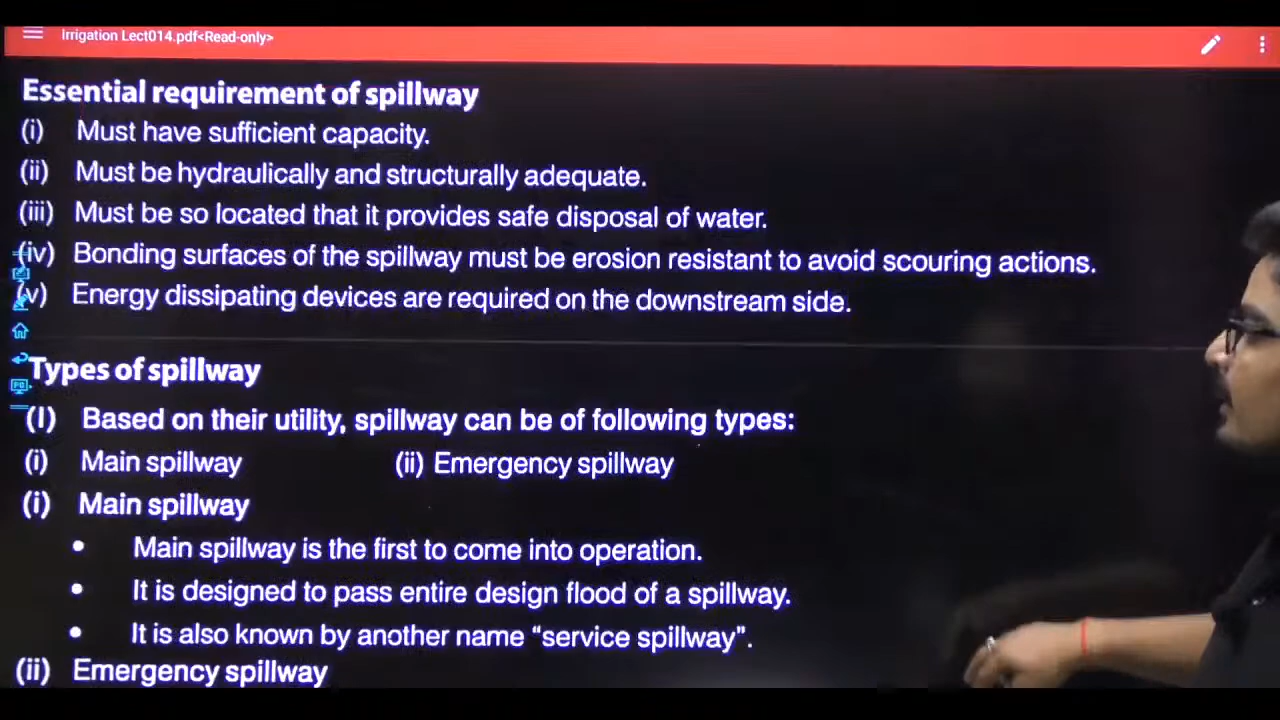 Irrigation Lect014.pdf<Read-only>
Essential requirement of spillway
(i) Must have sufficient capacity.
(ii) Must be hydraulically and structurally adequate.
(iii) Must be so located that it provides safe disposal of water.
(iv) Bonding surfaces of the spillway must be erosion resistant to avoid scouring actions.
(v) Energy dissipating devices are required on the downstream side.
Types of spillway
(I) Based on their utility, spillway can be of following types:
(i) Main spillway (ii) Emergency spillway
(i) Main spillway
• Main spillway is the first to come into operation.
• It is designed to pass entire design flood of a spillway.
• It is also known by another name “service spillway”.
(ii) Emergency spillway